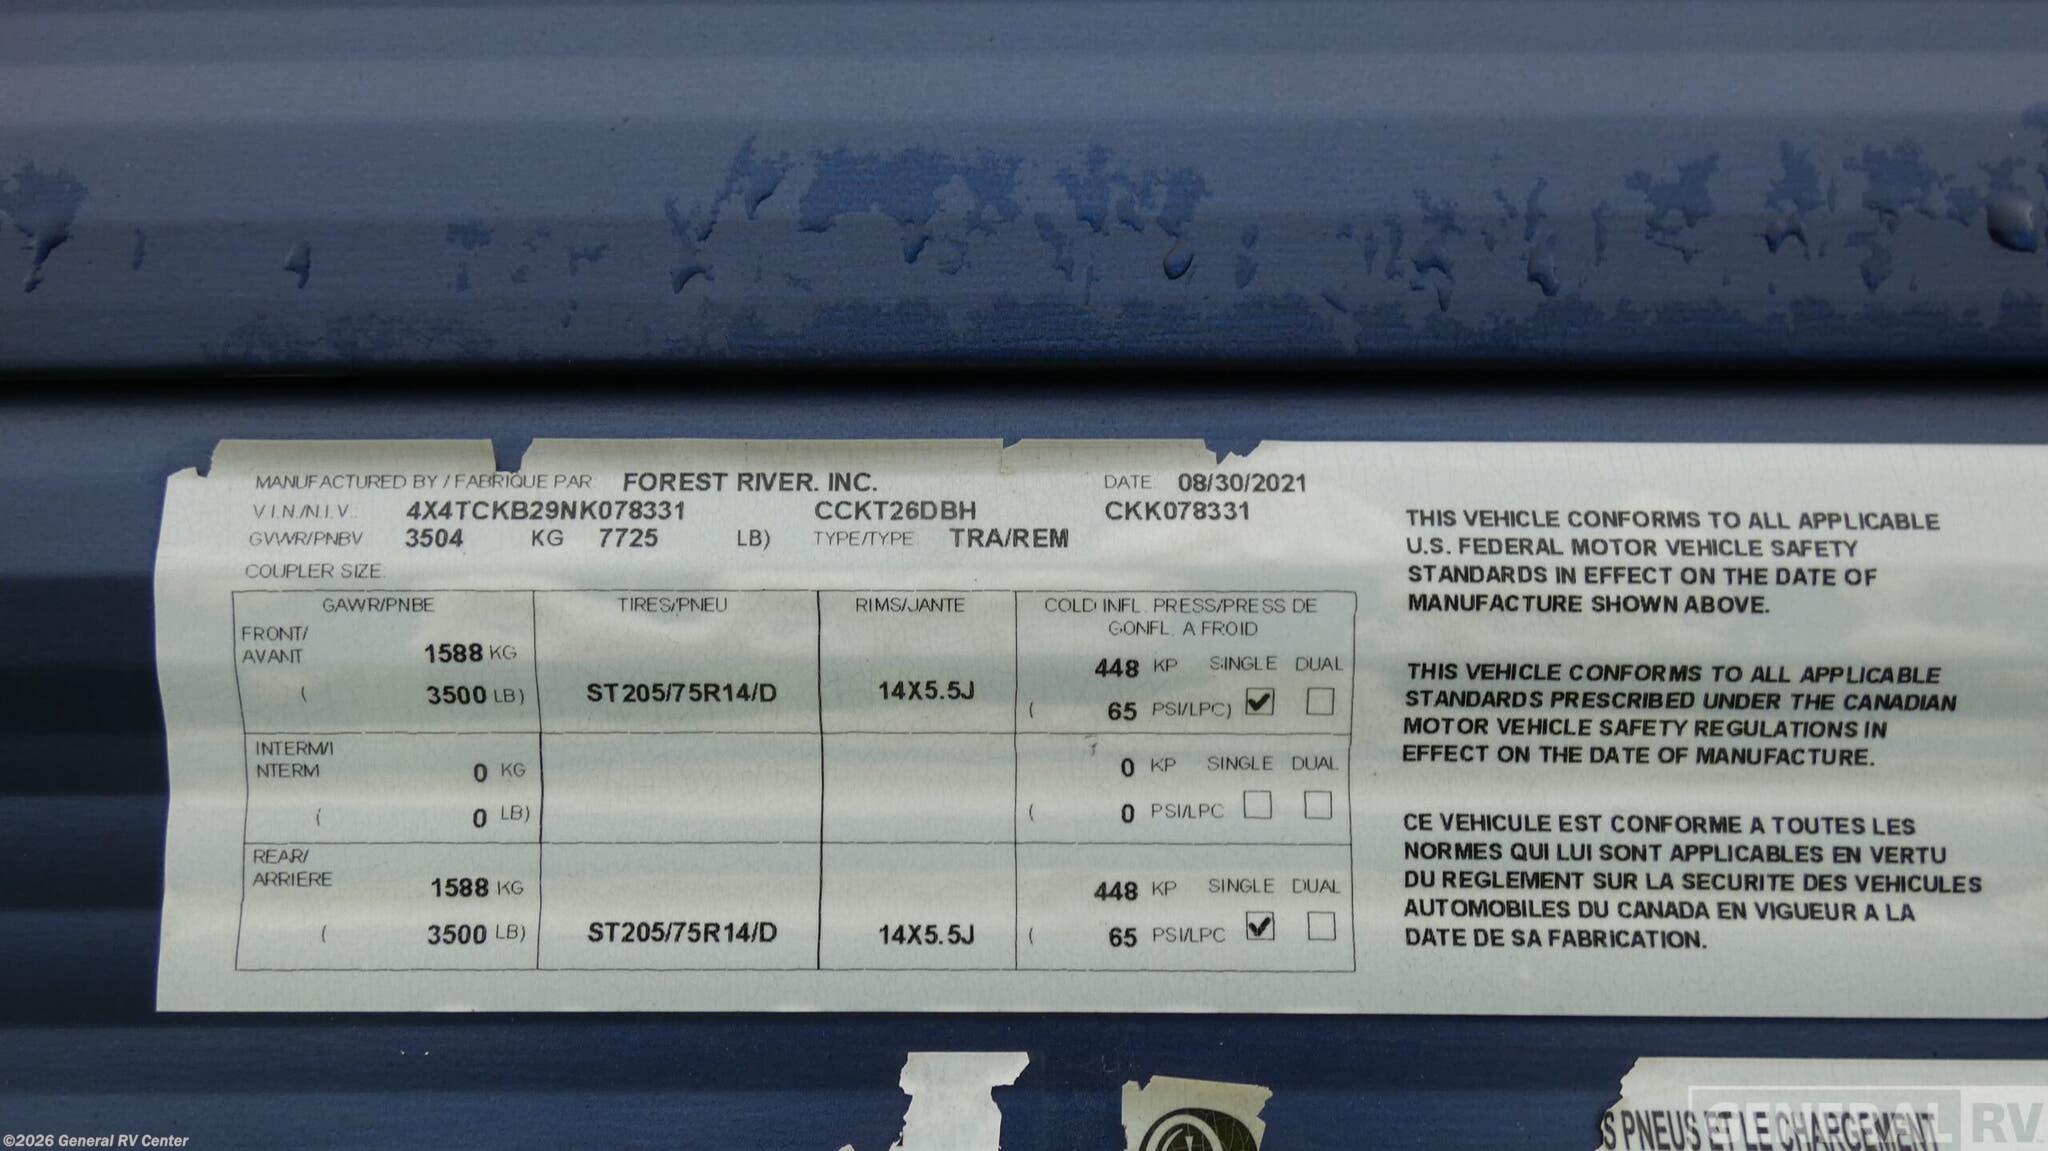 MANUFACTURED BY / FABRIQUE PAR FOREST RIVER. INC. DATE 08/30/2021
V.I.N./N.I.V.: 4X4TCKB29NK078331 CCKT26DBH CKK078331
GVWR/PNBV 3504 KG 7725 LB) TYPE/TYPE TRA/REM
COUPLER SIZE:
GAWR/PNBE TIRES/PNEU RIMS/JANTE COLD INFL. PRESS/PRESS DE
GONFL. A FROID
FRONT/
AVANT 1588 KG 448 KP SINGLE DUAL
( 3500 LB) ST205/75R14/D 14X5.5J ( 65 PSI/LPC)
INTERM/I
NTERM 0 KG 0 KP SINGLE DUAL
( 0 LB) ( 0 PSI/LPC
REAR/
ARRIERE 1588 KG 448 KP SINGLE DUAL
( 3500 LB) ST205/75R14/D 14X5.5J ( 65 PSI/LPC
THIS VEHICLE CONFORMS TO ALL APPLICABLE
U.S. FEDERAL MOTOR VEHICLE SAFETY
STANDARDS IN EFFECT ON THE DATE OF
MANUFACTURE SHOWN ABOVE.
THIS VEHICLE CONFORMS TO ALL APPLICABLE
STANDARDS PRESCRIBED UNDER THE CANADIAN
MOTOR VEHICLE SAFETY REGULATIONS IN
EFFECT ON THE DATE OF MANUFACTURE.
CE VEHICULE EST CONFORME A TOUTES LES
NORMES QUI LUI SONT APPLICABLES EN VERTU
DU REGLEMENT SUR LA SECURITE DES VEHICULES
AUTOMOBILES DU CANADA EN VIGUEUR A LA
DATE DE SA FABRICATION.
S PNEUS ET LE CHARGEMENT
GENERAL RV
©2026 General RV Center